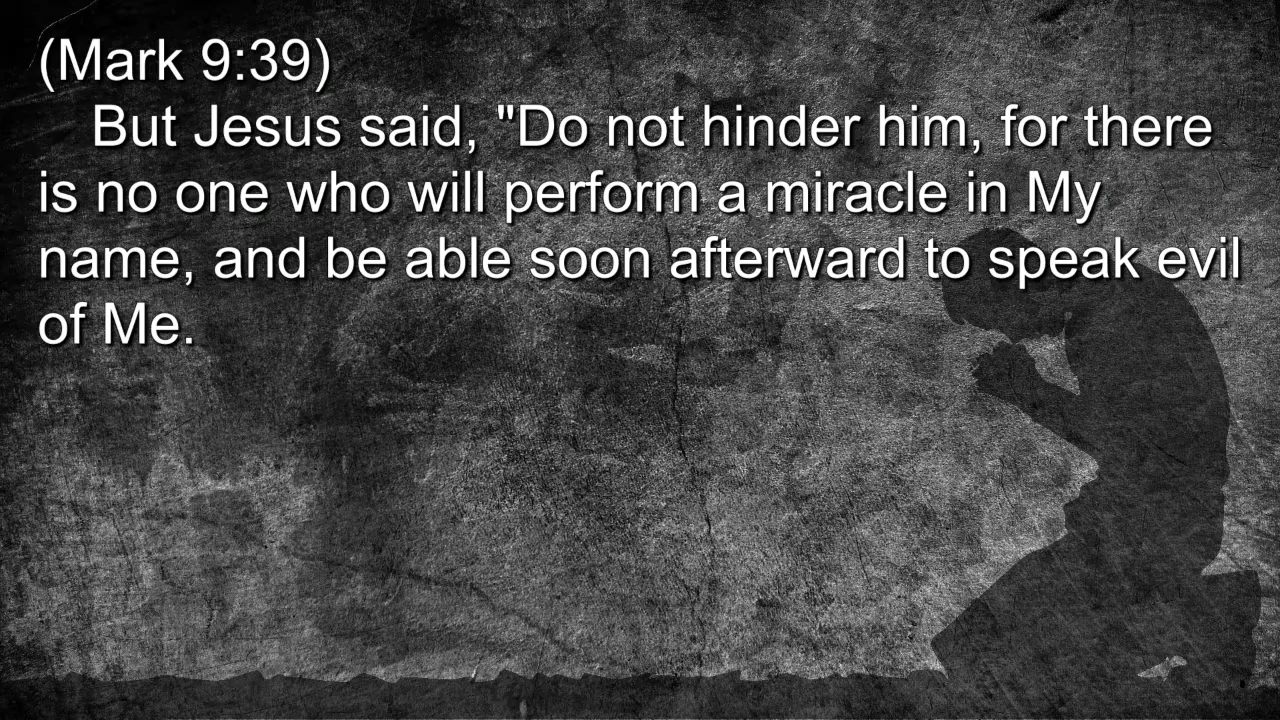 (Mark 9:39)
But Jesus said, "Do not hinder him, for there
is no one who will perform a miracle in My
name, and be able soon afterward to speak evil
of Me.